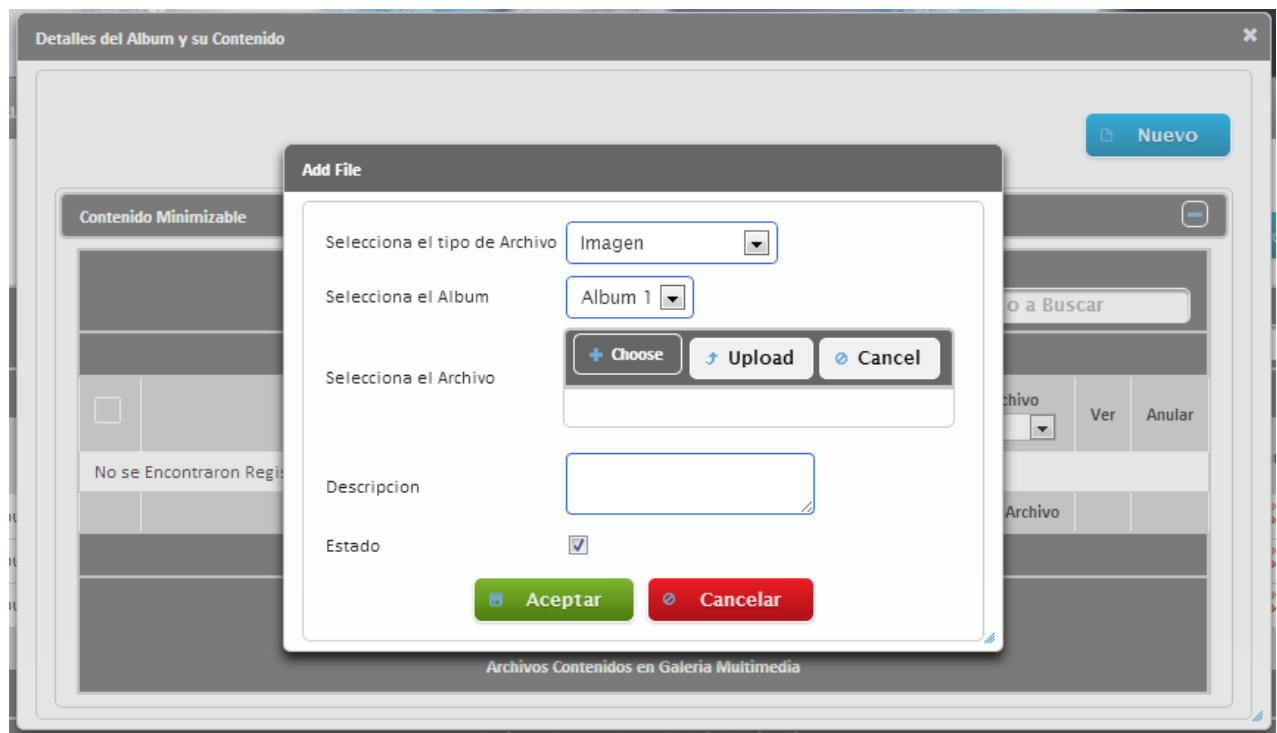 Detalles del Album y su Contenido
Nuevo
Add File
Contenido Minimizable
Selecciona el tipo de Archivo Imagen
Selecciona el Album Album 1
o a Buscar
Choose Upload Cancel
Selecciona el Archivo
Ver Anular
No se Encontraron
Descripcion
Archivo
Estado
Aceptar Cancelar
Archivos Contenidos en Galeria Multimedia